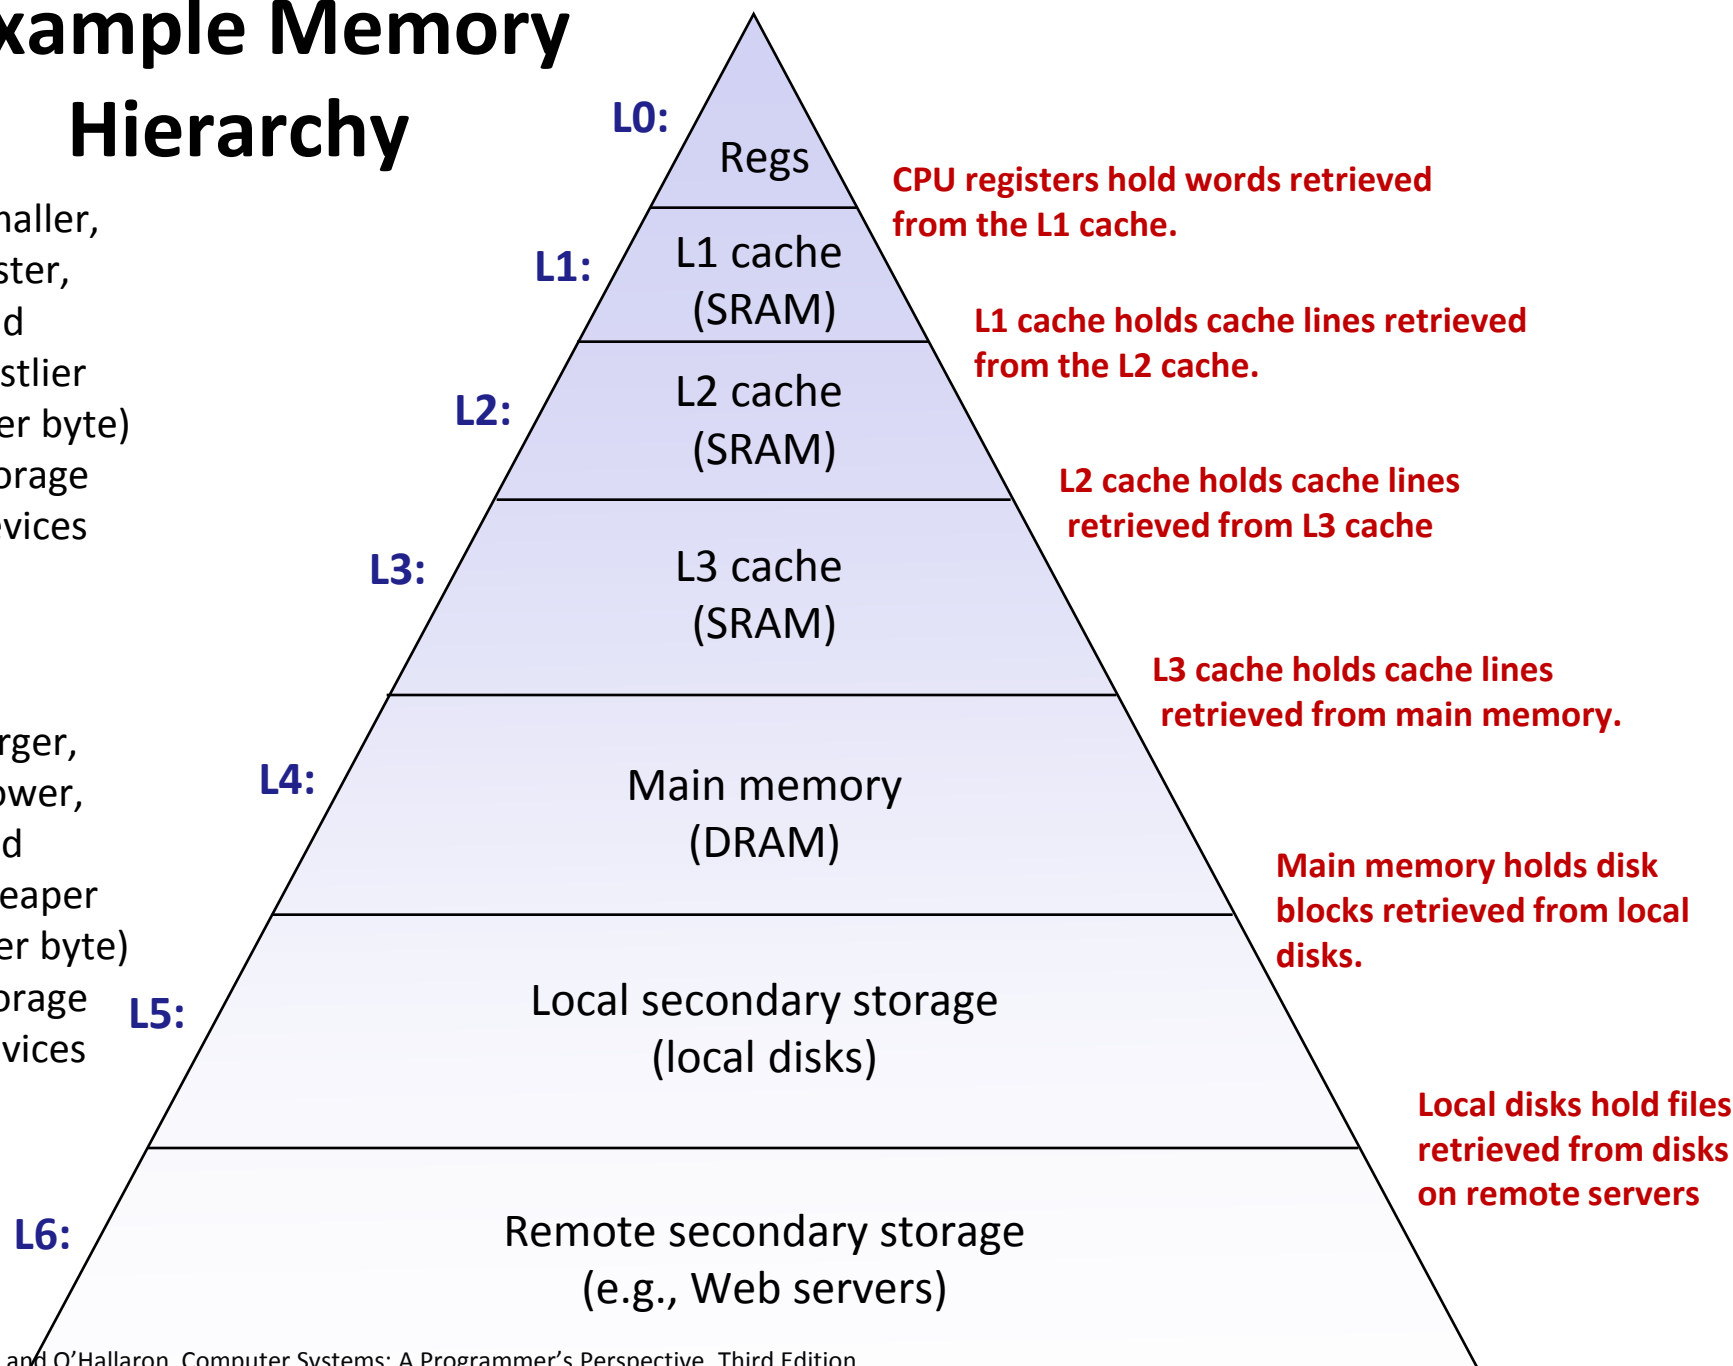 xample Memory
Hierarchy
maller,
ster,
d
stlier
er byte)
orage
evices
rger,
ower,
d
eaper
er byte)
orage
vices
L0:
Regs
CPU registers hold words retrieved
from the L1 cache.
L1:
L1 cache
(SRAM)
L1 cache holds cache lines retrieved
from the L2 cache.
L2:
L2 cache
(SRAM)
L2 cache holds cache lines
retrieved from L3 cache
L3:
L3 cache
(SRAM)
L3 cache holds cache lines
retrieved from main memory.
L4:
Main memory
(DRAM)
Main memory holds disk
blocks retrieved from local
disks.
L5:
Local secondary storage
(local disks)
Local disks hold files
retrieved from disks
on remote servers
L6:
Remote secondary storage
(e.g., Web servers)
and O'Hallaron, Computer Systems: A Programmer's Perspective, Third Edition